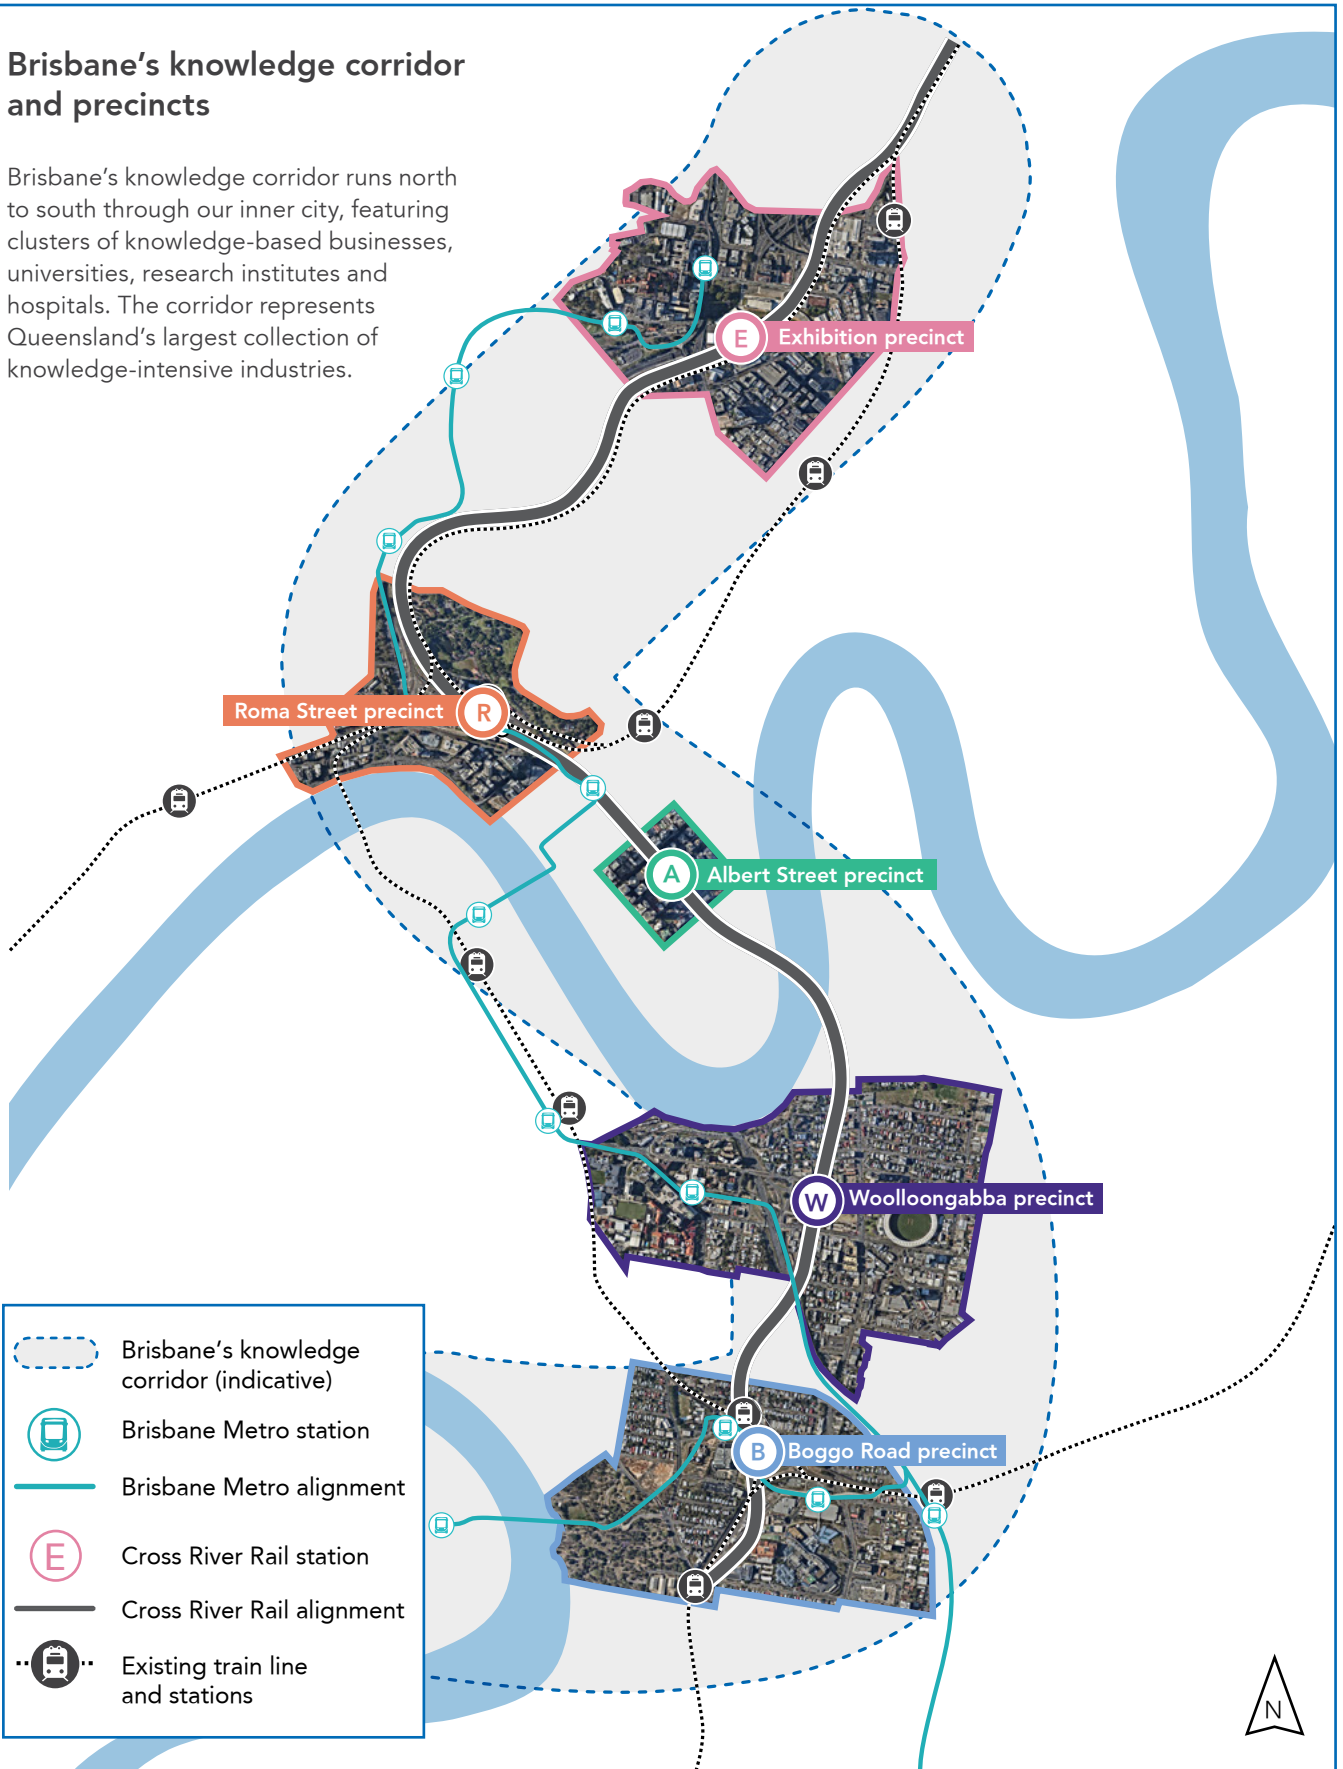 Brisbane's knowledge corridor
and precincts
Brisbane's knowledge corridor runs north
to south through our inner city, featuring
clusters of knowledge-based businesses,
universities, research institutes and
hospitals. The corridor represents
Queensland's largest collection of
knowledge-intensive industries.
E
Exhibition precinct
Roma Street precinct
R
A
Albert Street precinct
W
Woolloongabba precinct
B
Boggo Road precinct
Brisbane's knowledge
corridor (indicative)
Brisbane Metro station
Brisbane Metro alignment
E
Cross River Rail station
Cross River Rail alignment
Existing train line
and stations
N